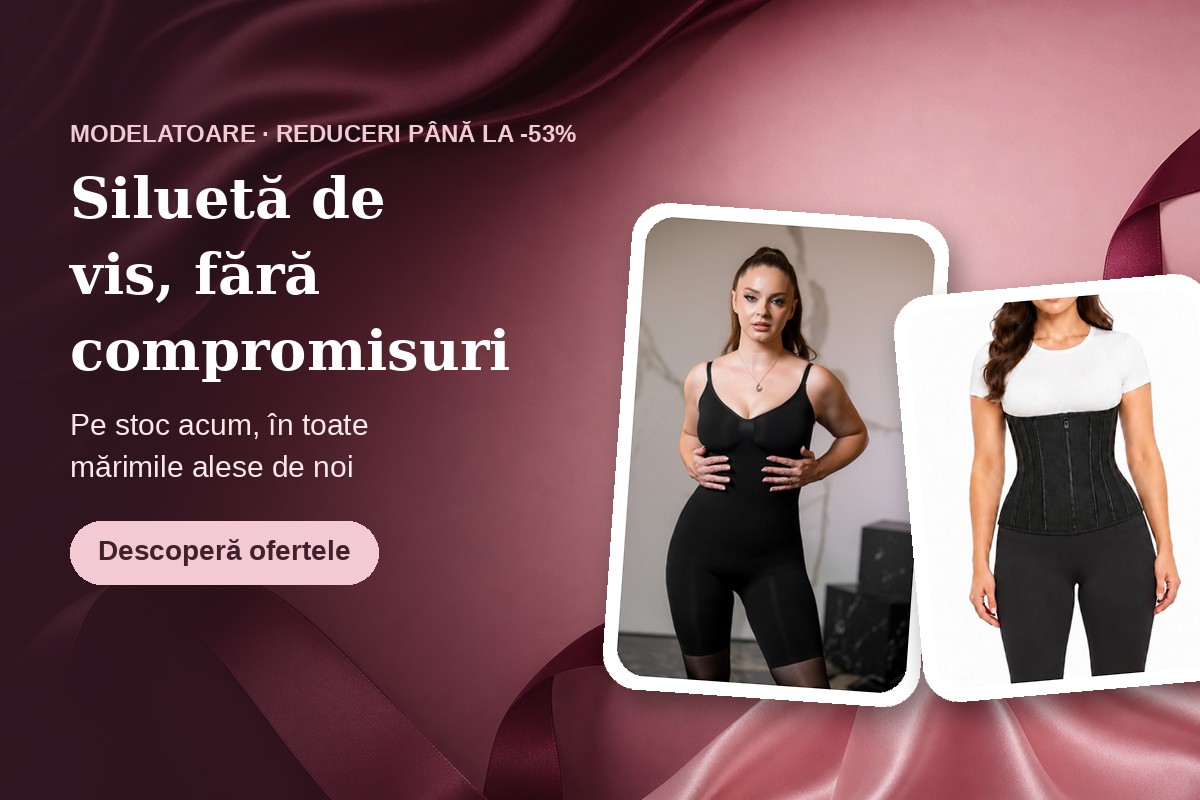 MODELATOARE · REDUCERI PÂNĂ LA -53%
Siluetă de
vis, fără
compromisuri
Pe stoc acum, în toate
mărimile alese de noi
Descoperă ofertele